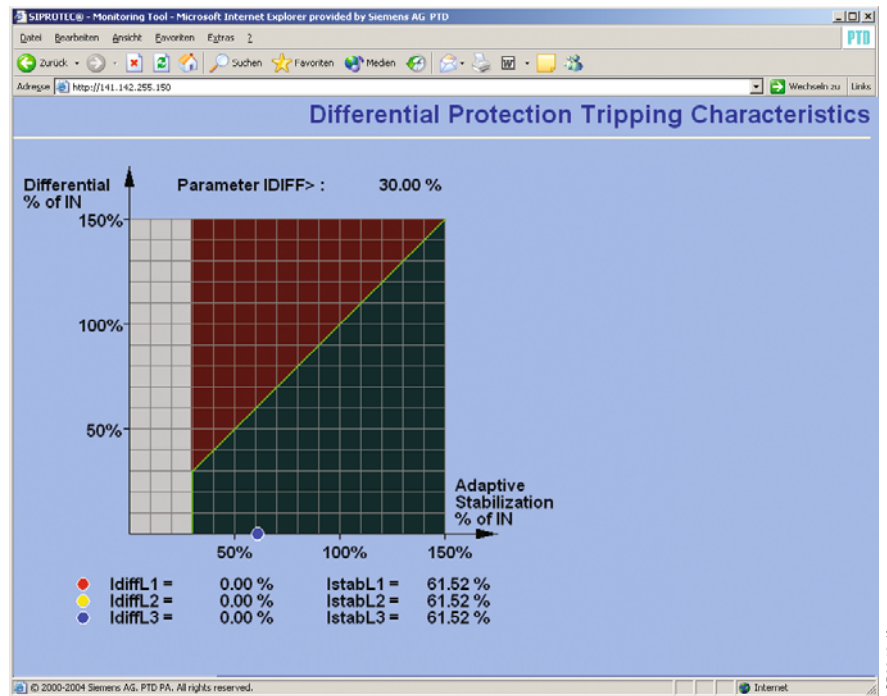 SIPROTEC® - Monitoring Tool - Microsoft Internet Explorer provided by Siemens AG PTD
Datei Bearbeiten Ansicht Favoriten Extras ?
PTD
Zurück Suchen Favoriten Medien
Adresse http://141.142.255.150 Wechseln zu Links
Differential Protection Tripping Characteristics
Differential
% of IN
Parameter IDIFF> : 30.00 %
150%
100%
50%
Adaptive
Stabilization
% of IN
50% 100% 150%
IdiffL1 = 0.00 % IstabL1 = 61.52 %
IdiffL2 = 0.00 % IstabL2 = 61.52 %
IdiffL3 = 0.00 % IstabL3 = 61.52 %
© 2000-2004 Siemens AG. PTD PA. All rights reserved. Internet